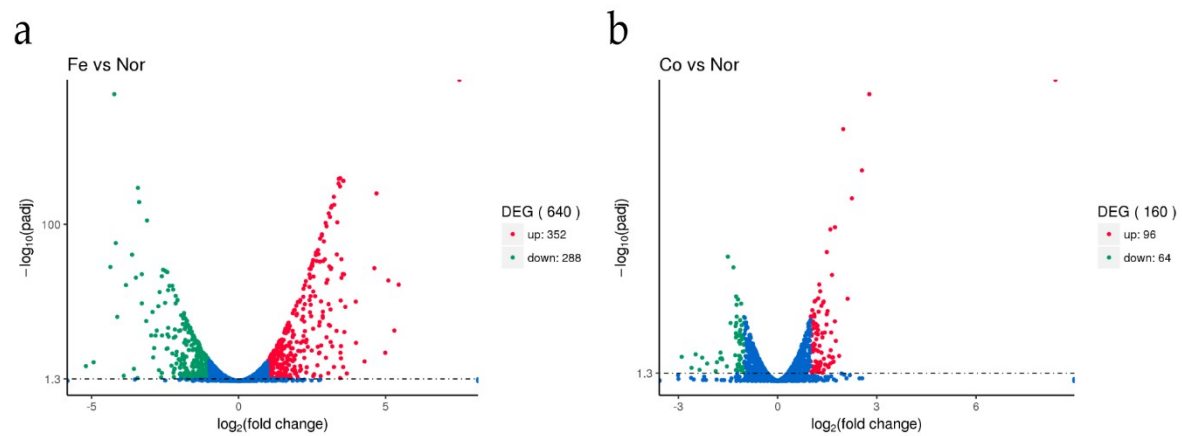 a
Fe vs Nor
−log10(padj)
100
1.3
-5
0
5
log2(fold change)
DEG ( 640 )
up: 352
down: 288
b
Co vs Nor
−log10(padj)
1.3
-3
0
3
6
log2(fold change)
DEG ( 160 )
up: 96
down: 64